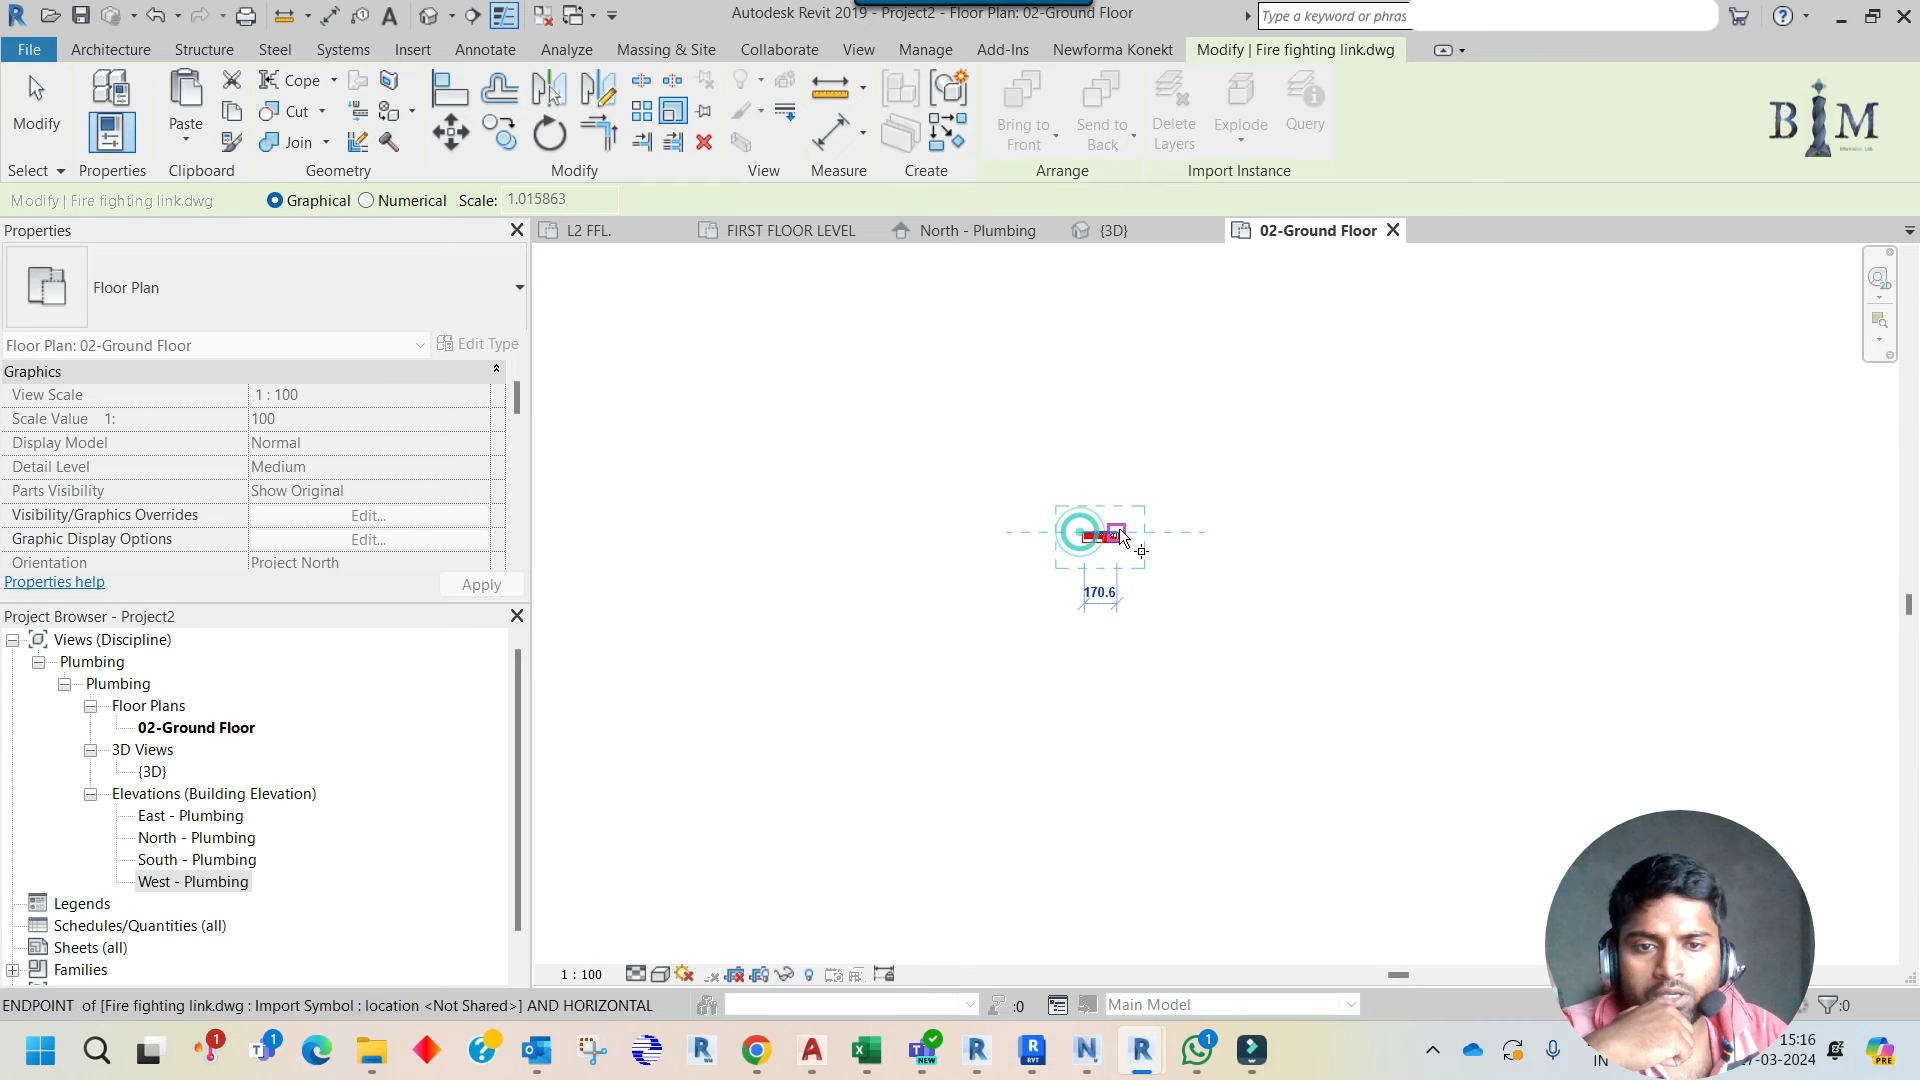 Autodesk Revit 2019 - Project2 - Floor Plan: 02-Ground Floor
Type a keyword or phras
File Architecture Structure Steel Systems Insert Annotate Analyze Massing & Site Collaborate View Manage Add-Ins Newforma Konekt Modify | Fire fighting link.dwg
Modify
Paste
Cope
Cut
Join
Bring to Front
Send to Back
Delete Layers
Explode
Query
BIM
Select Properties Clipboard Geometry Modify View Measure Create Arrange Import Instance
Modify | Fire fighting link.dwg Graphical Numerical Scale: 1.015863
Properties
L2 FFL. FIRST FLOOR LEVEL North - Plumbing {3D} 02-Ground Floor
Floor Plan
Floor Plan: 02-Ground Floor Edit Type
Graphics
View Scale 1 : 100
Scale Value 1: 100
Display Model Normal
Detail Level Medium
Parts Visibility Show Original
Visibility/Graphics Overrides Edit...
Graphic Display Options Edit...
Orientation Project North
Properties help Apply
2D
170.6
Project Browser - Project2
Views (Discipline)
Plumbing
Plumbing
Floor Plans
02-Ground Floor
3D Views
{3D}
Elevations (Building Elevation)
East - Plumbing
North - Plumbing
South - Plumbing
West - Plumbing
Legends
Schedules/Quantities (all)
Sheets (all)
Families
1 : 100
ENDPOINT of [Fire fighting link.dwg : Import Symbol : location <Not Shared>] AND HORIZONTAL :0 Main Model :0
15:16
-03-2024